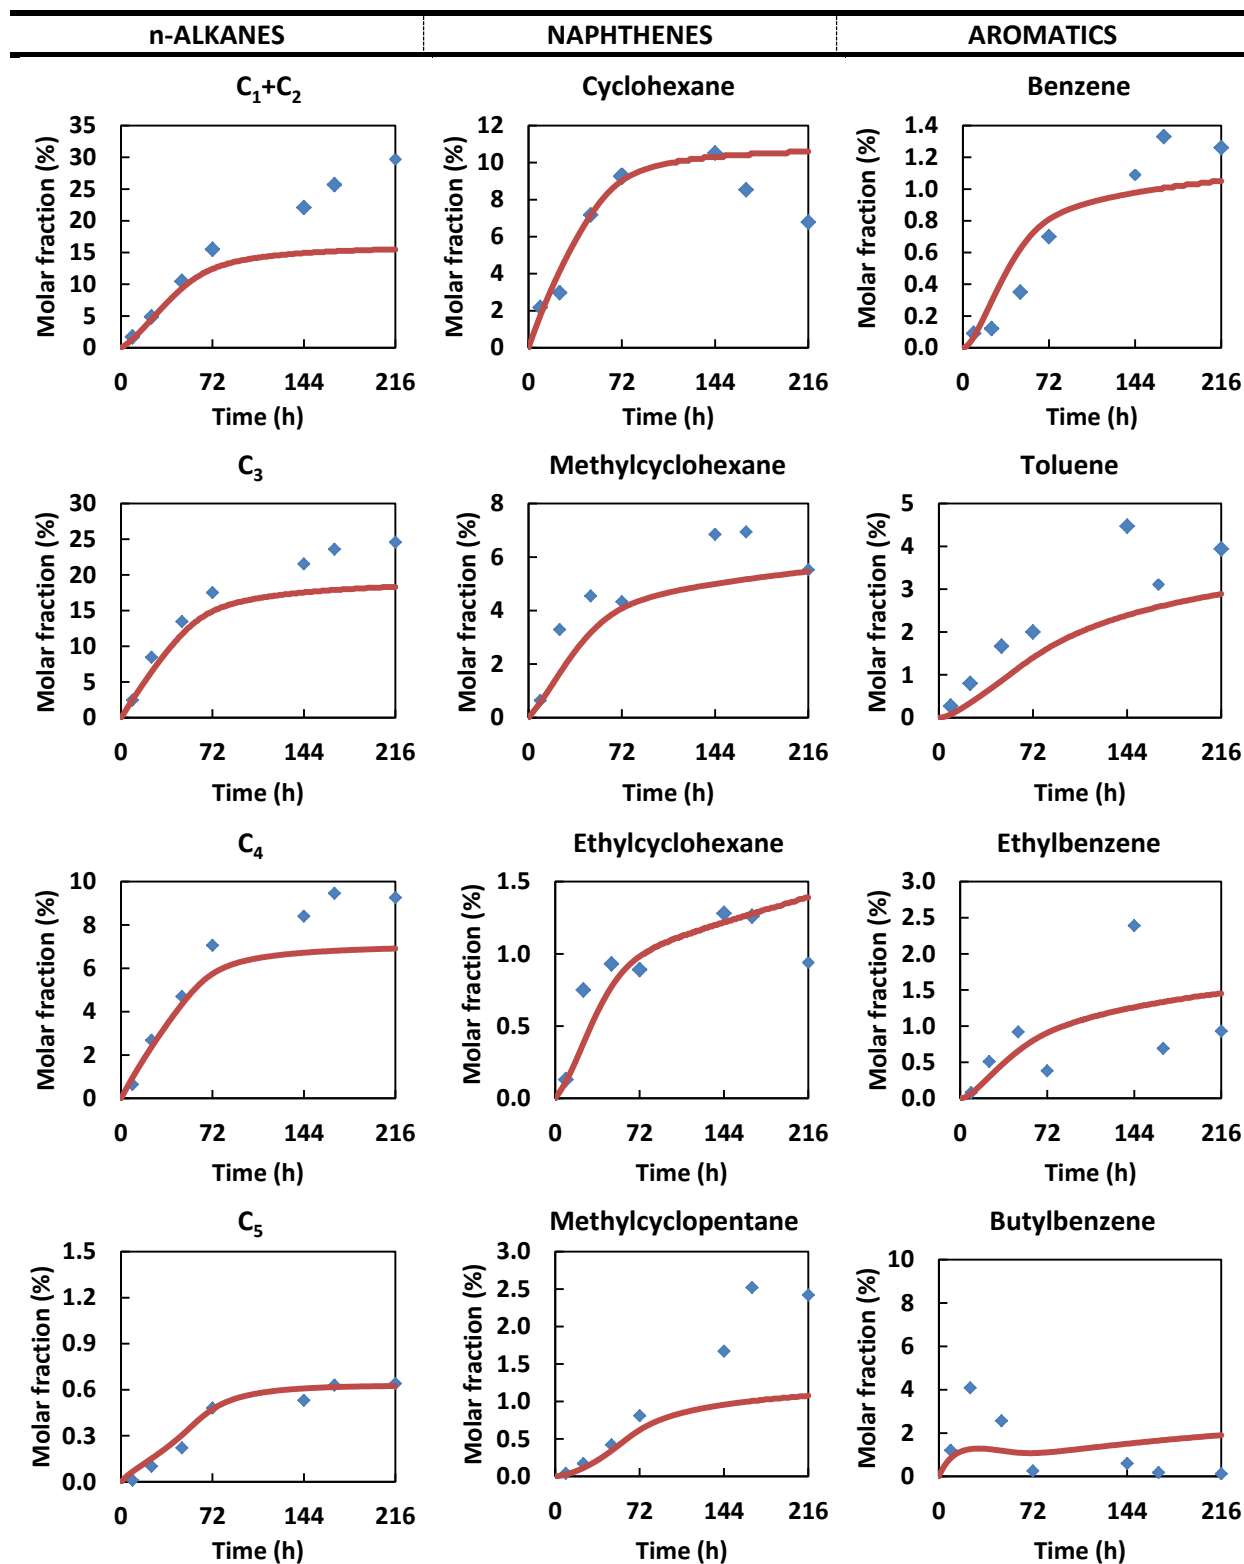 n-ALKANES NAPHTHENES AROMATICS
C₁+C₂
Molar fraction (%)
35
30
25
20
15
10
5
0
0 72 144 216
Time (h)
Cyclohexane
Molar fraction (%)
12
10
8
6
4
2
0
0 72 144 216
Time (h)
Benzene
Molar fraction (%)
1.4
1.2
1.0
0.8
0.6
0.4
0.2
0.0
0 72 144 216
Time (h)
C₃
Molar fraction (%)
30
25
20
15
10
5
0
0 72 144 216
Time (h)
Methylcyclohexane
Molar fraction (%)
8
6
4
2
0
0 72 144 216
Time (h)
Toluene
Molar fraction (%)
5
4
3
2
1
0
0 72 144 216
Time (h)
C₄
Molar fraction (%)
10
8
6
4
2
0
0 72 144 216
Time (h)
Ethylcyclohexane
Molar fraction (%)
1.5
1.0
0.5
0.0
0 72 144 216
Time (h)
Ethylbenzene
Molar fraction (%)
3.0
2.5
2.0
1.5
1.0
0.5
0.0
0 72 144 216
Time (h)
C₅
Molar fraction (%)
1.5
1.2
0.9
0.6
0.3
0.0
0 72 144 216
Time (h)
Methylcyclopentane
Molar fraction (%)
3.0
2.5
2.0
1.5
1.0
0.5
0.0
0 72 144 216
Time (h)
Butylbenzene
Molar fraction (%)
10
8
6
4
2
0
0 72 144 216
Time (h)